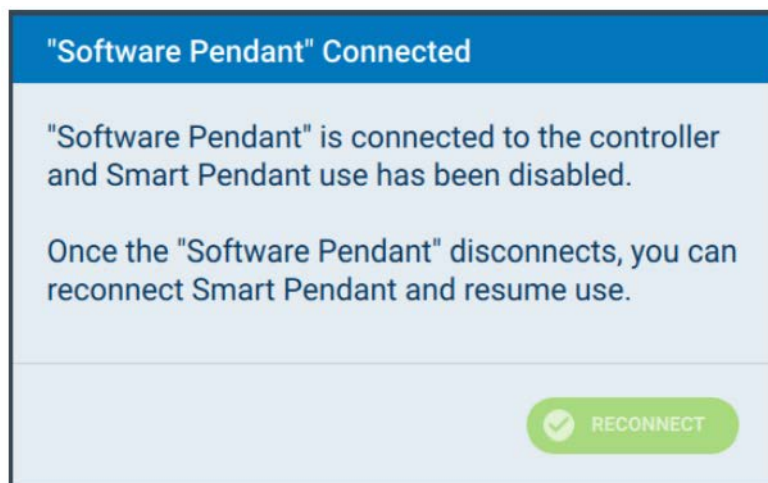 "Software Pendant" Connected
"Software Pendant" is connected to the controller
and Smart Pendant use has been disabled.
Once the "Software Pendant" disconnects, you can
reconnect Smart Pendant and resume use.
RECONNECT